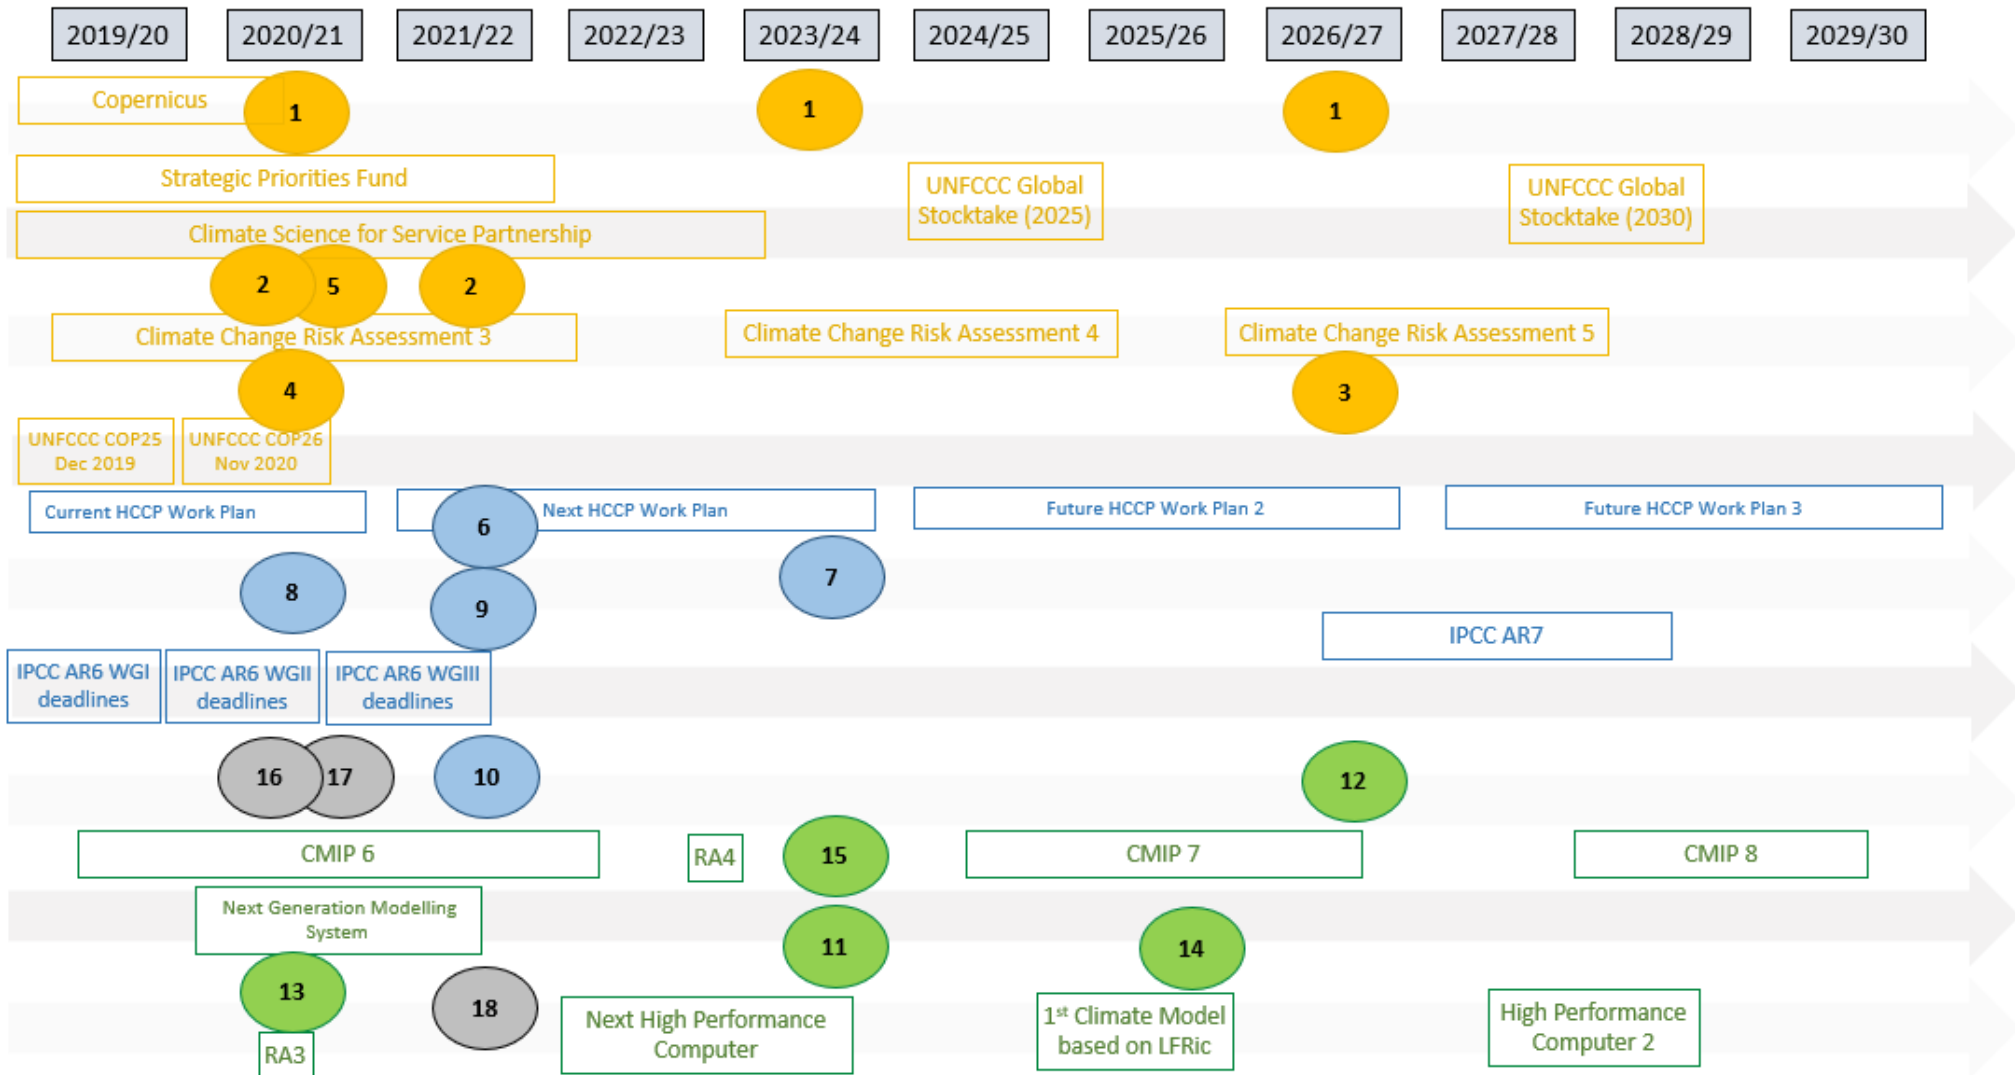 2019/20
2020/21
2021/22
2022/23
2023/24
2024/25
2025/26
2026/27
2027/28
2028/29
2029/30
Copernicus
1
1
1
Strategic Priorities Fund
UNFCCC Global
Stocktake (2025)
UNFCCC Global
Stocktake (2030)
Climate Science for Service Partnership
2
5
2
Climate Change Risk Assessment 3
Climate Change Risk Assessment 4
Climate Change Risk Assessment 5
4
3
UNFCCC COP25
Dec 2019
UNFCCC COP26
Nov 2020
Current HCCP Work Plan
6
Next HCCP Work Plan
Future HCCP Work Plan 2
Future HCCP Work Plan 3
8
9
7
IPCC AR7
IPCC AR6 WGI
deadlines
IPCC AR6 WGII
deadlines
IPCC AR6 WGIII
deadlines
16
17
10
12
CMIP 6
RA4
15
CMIP 7
CMIP 8
Next Generation Modelling
System
11
14
13
18
RA3
Next High Performance
Computer
1st Climate Model
based on LFRic
High Performance
Computer 2